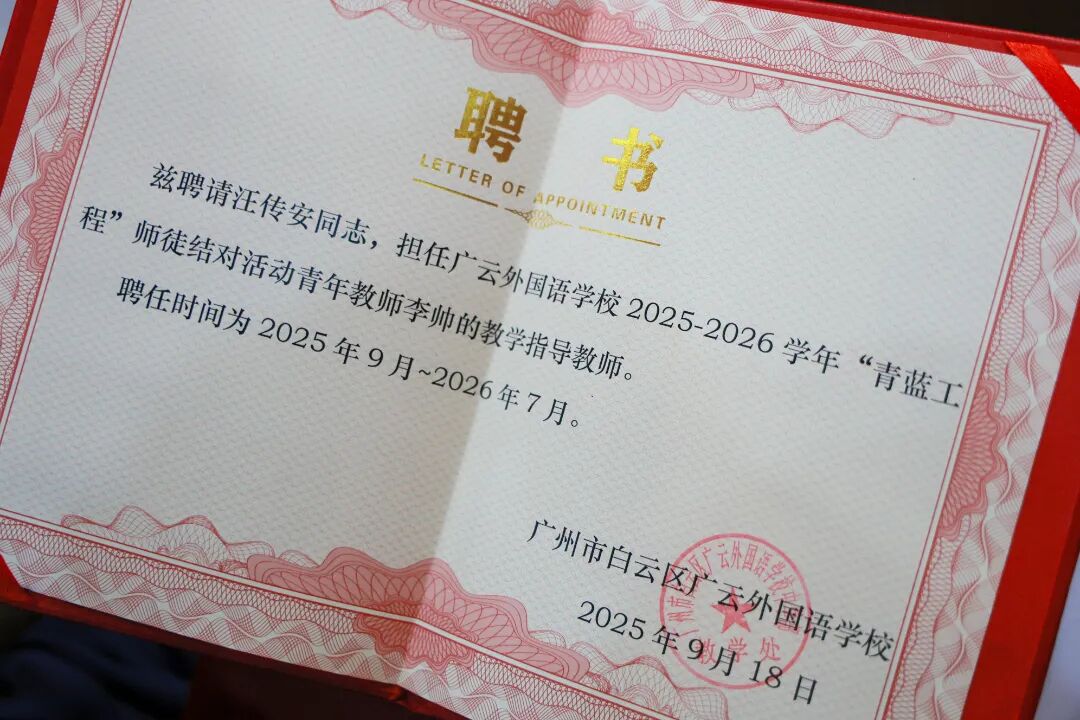 聘书
LETTER OF APPOINTMENT
兹聘请汪传安同志，担任广云外国语学校 2025-2026 学年“青蓝工
程”师徒结对活动青年教师李帅的教学指导教师。
聘任时间为 2025 年 9 月~2026 年 7 月。
广州市白云区广云外国语学校
2025 年 9 月 18 日
教学处